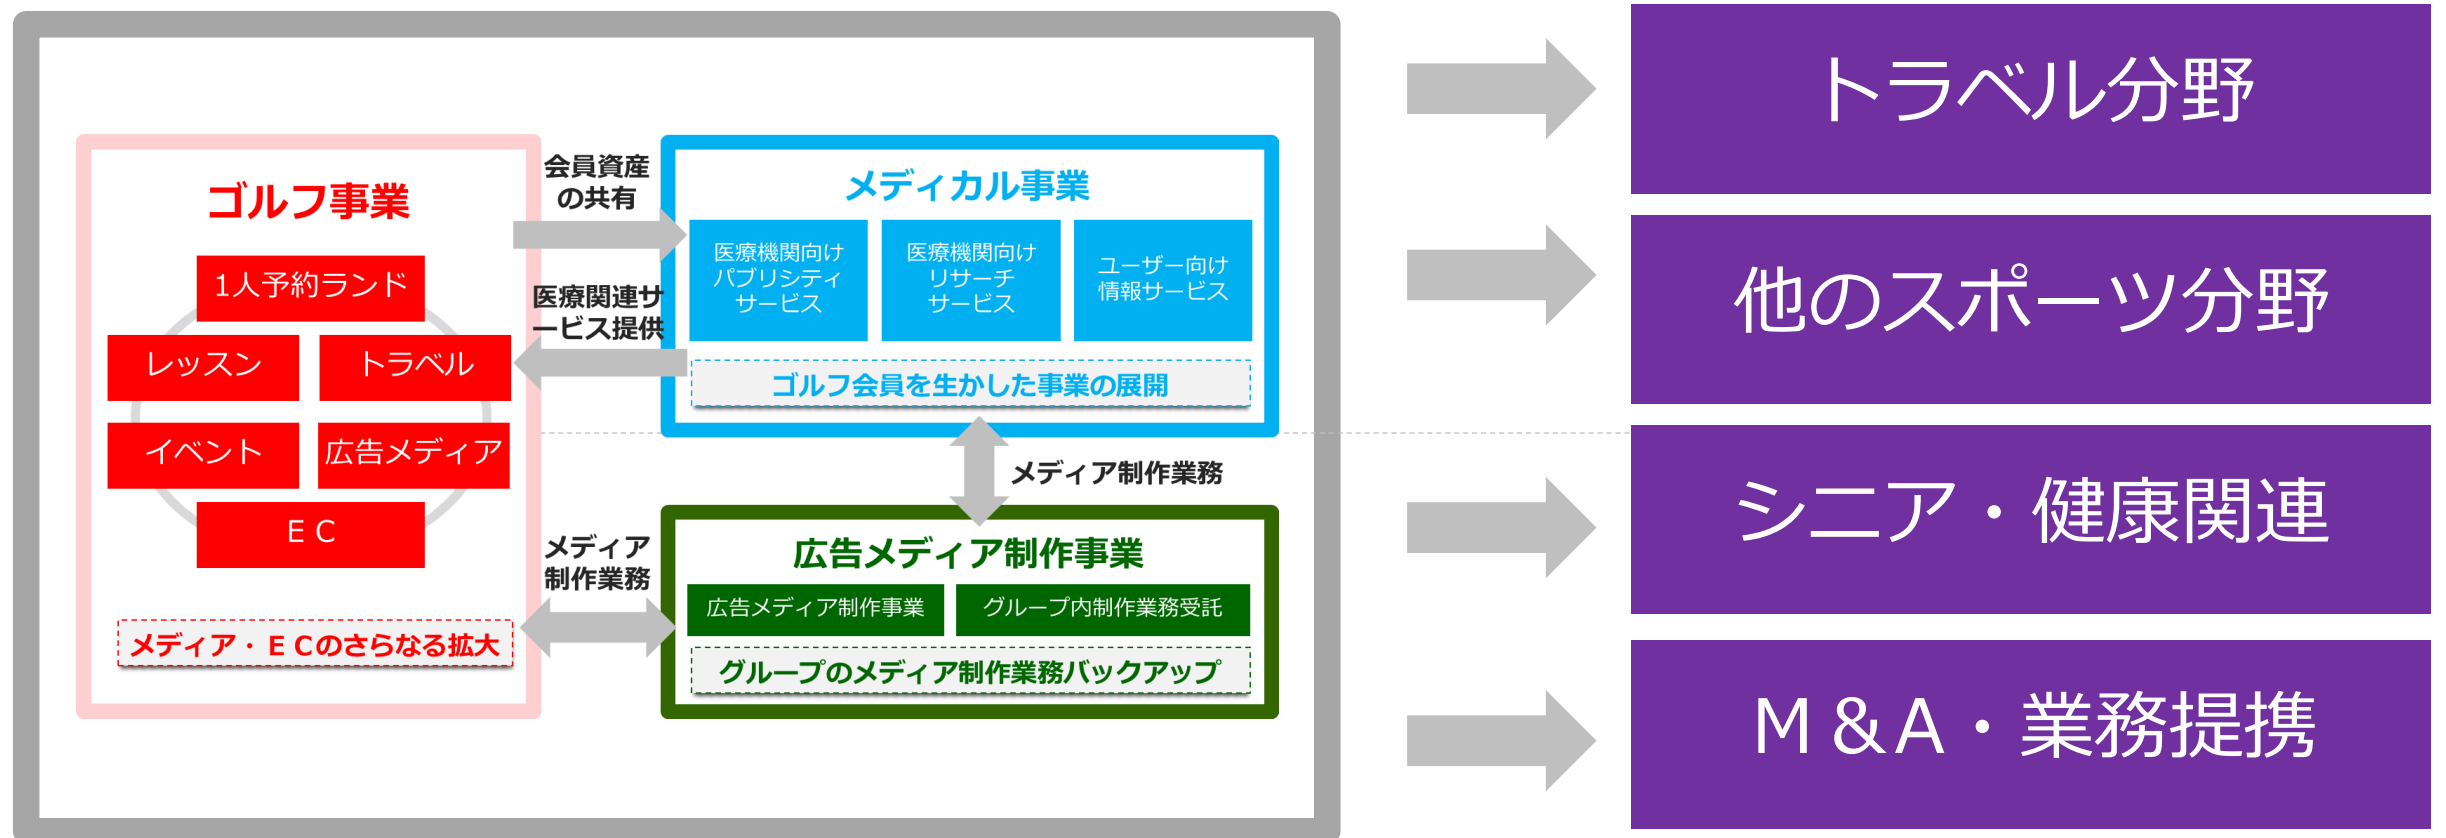 ゴルフ事業
1人予約ランド
レッスン
トラベル
イベント
広告メディア
ＥＣ
メディア・ＥＣのさらなる拡大
会員資産
の共有
医療関連サ
ービス提供
メディア
制作業務
メディカル事業
医療機関向け
パブリシティ
サービス
医療機関向け
リサーチ
サービス
ユーザー向け
情報サービス
ゴルフ会員を生かした事業の展開
メディア制作業務
広告メディア制作事業
広告メディア制作事業
グループ内制作業務受託
グループのメディア制作業務バックアップ
トラベル分野
他のスポーツ分野
シニア・健康関連
Ｍ＆Ａ・業務提携